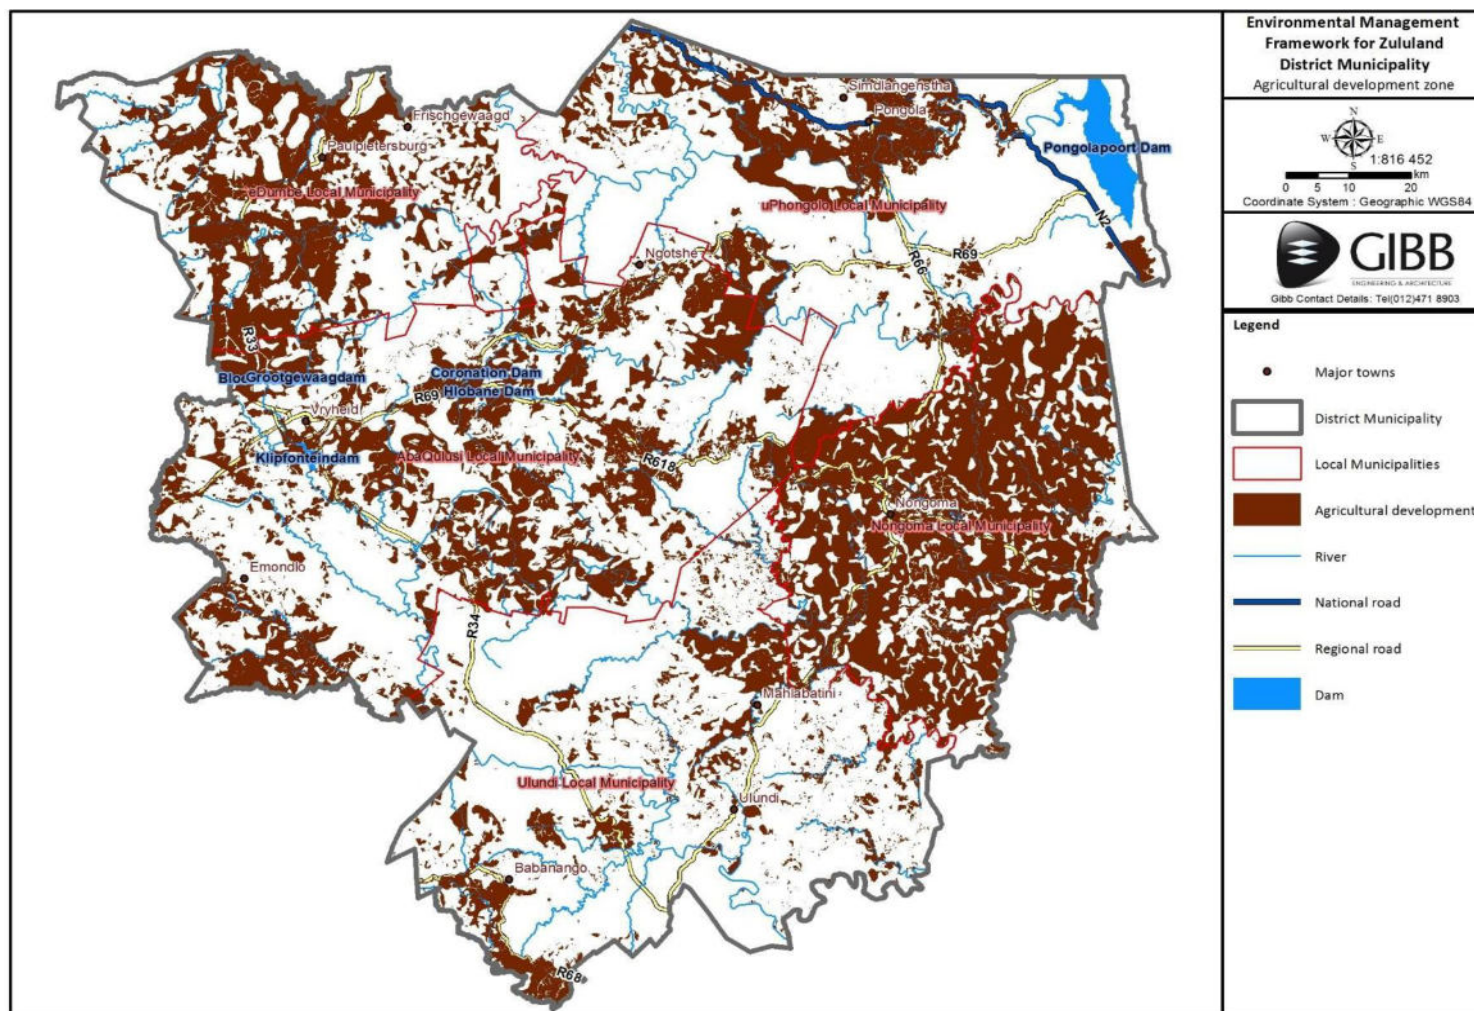 Simdlangenstha
Pongola
Frischgewaagd
Paulpietersburg
Pongolapoort Dam
eDumbe Local Municipality
uPhongolo Local Municipality
N2
Ngotshe
R69
R66
R33
Grootgewaagdam
Coronation Dam
Hlobane Dam
R69
Vryheid
Klipfonteindam
AbaQulusi Local Municipality
R618
Nongoma
Nongoma Local Municipality
Emondlo
R34
Mahlabatini
Ulundi Local Municipality
Ulundi
Babanango
R68
Environmental Management
Framework for Zululand
District Municipality
Agricultural development zone
N
W E
S
1:816 452
km
0 5 10 20
Coordinate System : Geographic WGS84
GIBB
ENGINEERING & ARCHITECTURE
Gibb Contact Details: Tel(012)471 8903
Legend
Major towns
District Municipality
Local Municipalities
Agricultural development
River
National road
Regional road
Dam